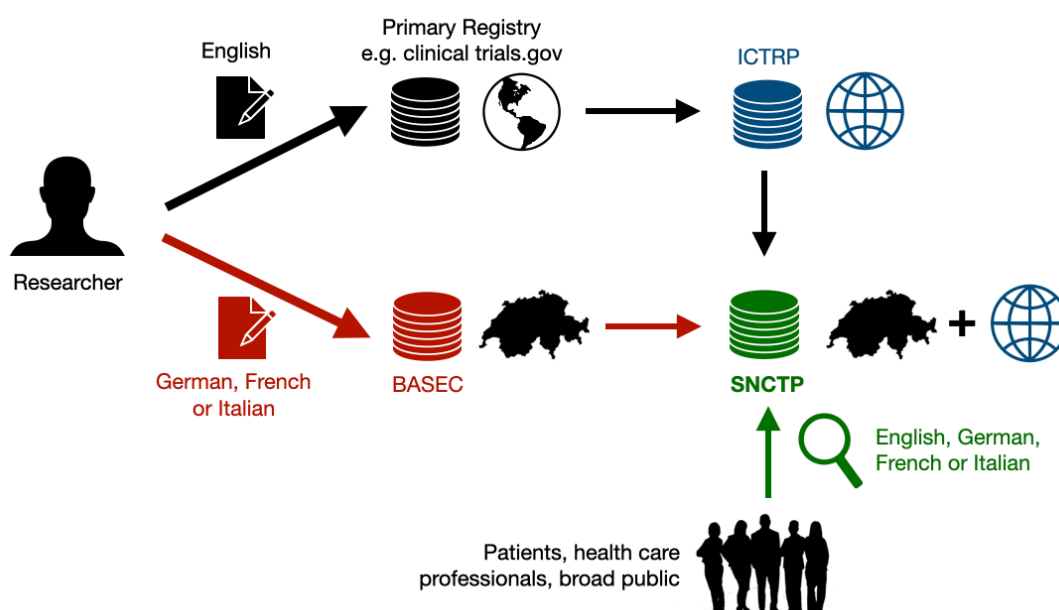 English
Primary Registry
e.g. clinical trials.gov
ICTRP
Researcher
German, French
or Italian
BASEC
SNCTP
English, German,
French or Italian
Patients, health care
professionals, broad public